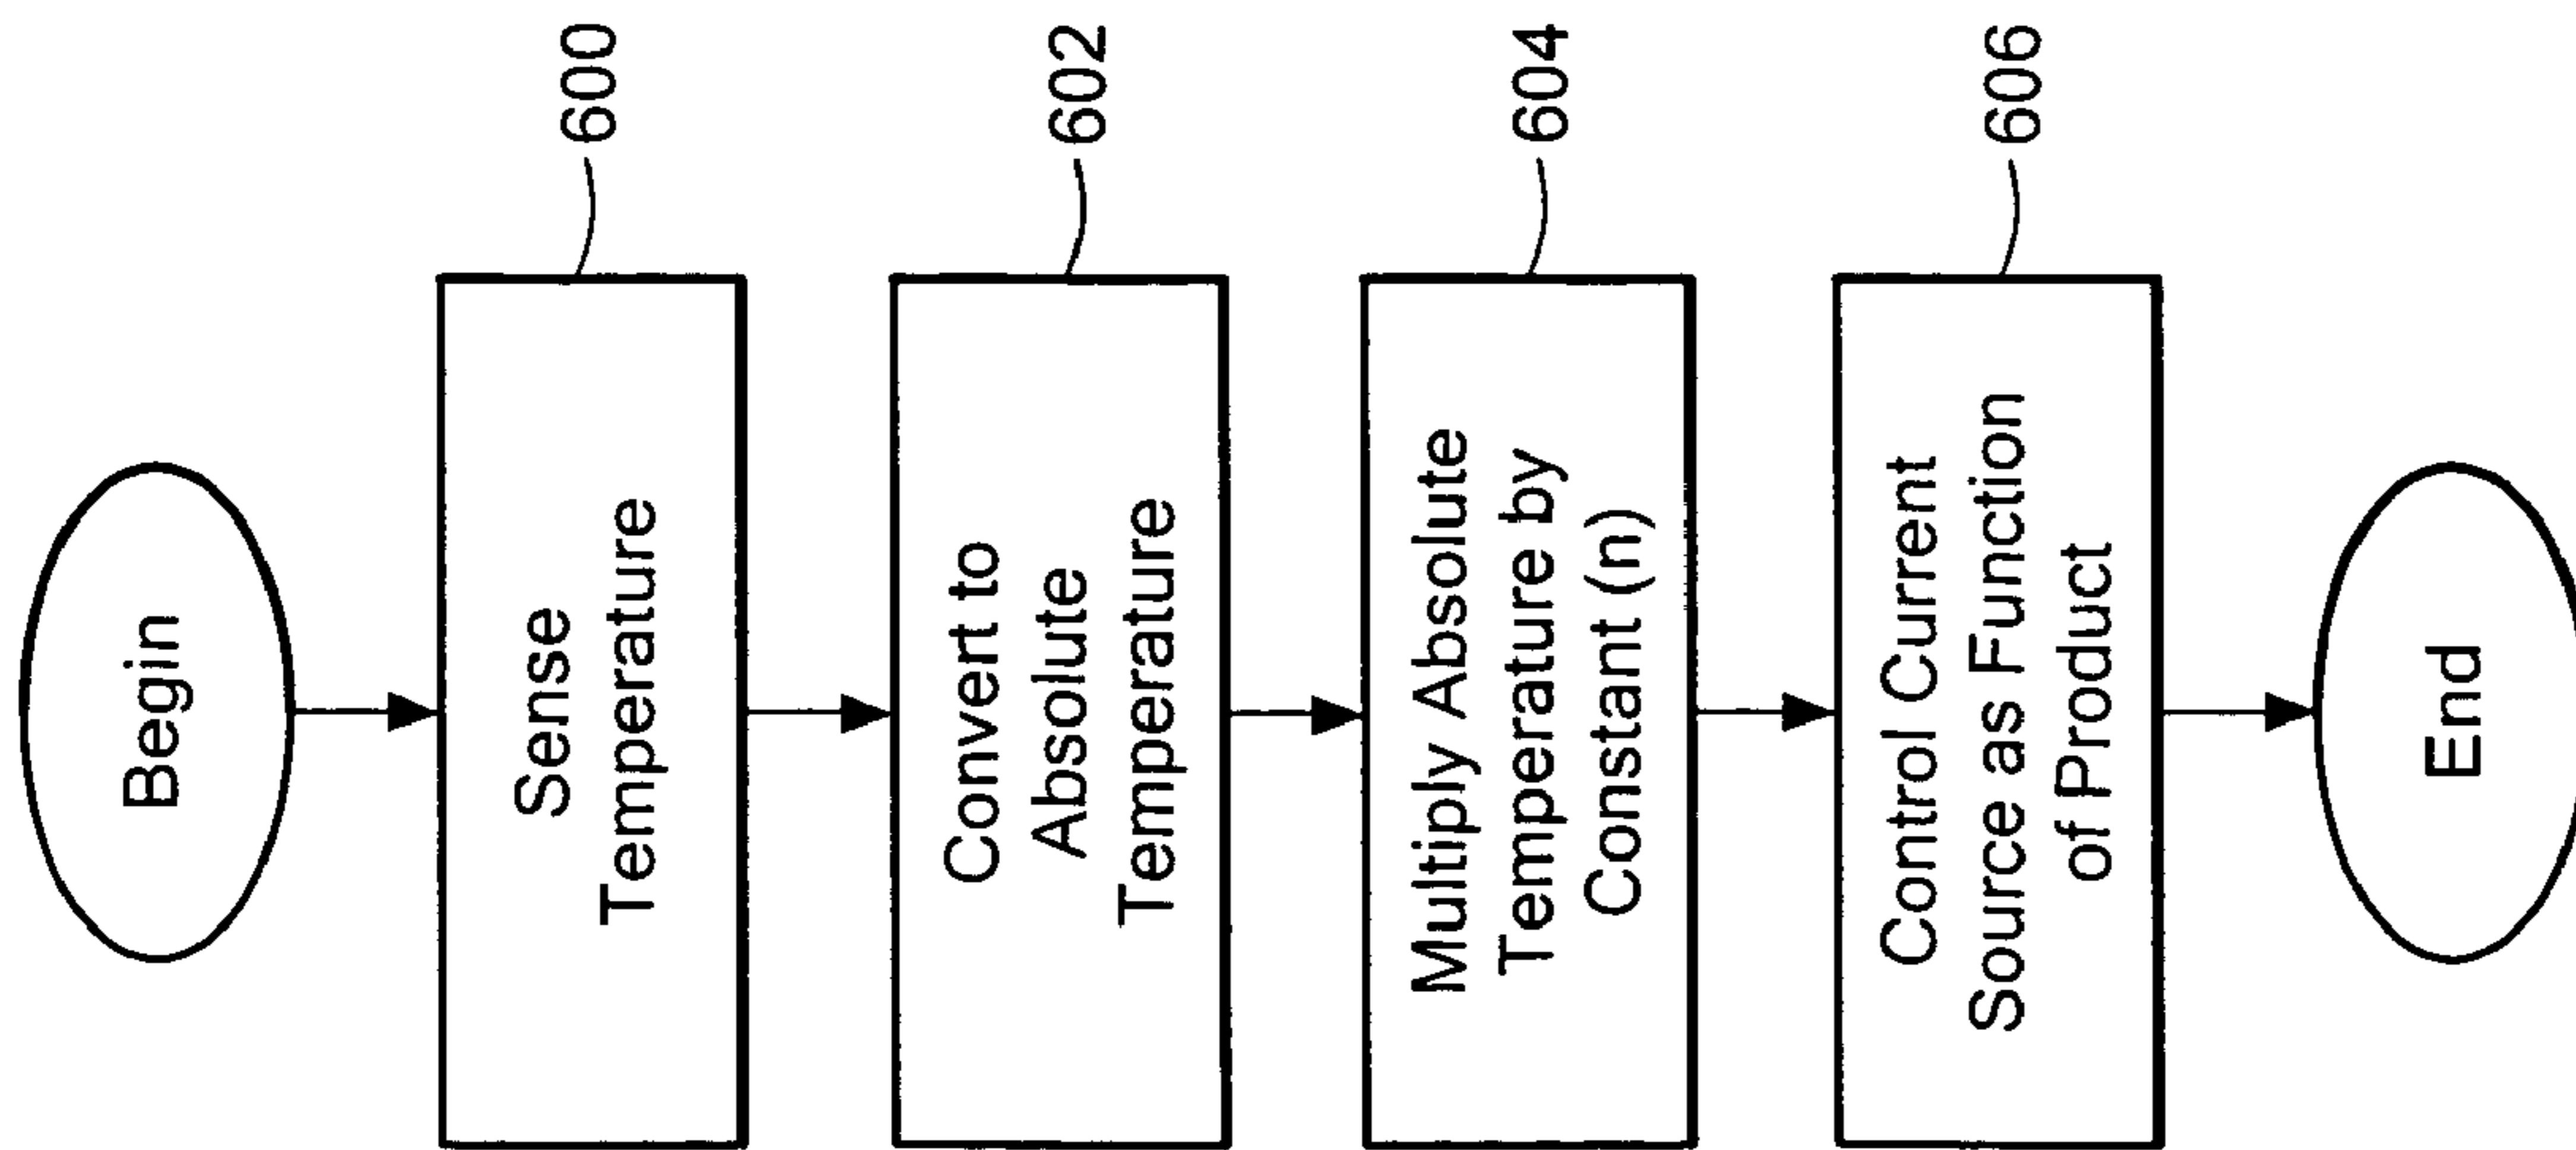 Begin
Sense
Temperature
600
Convert to
Absolute
Temperature
602
Multiply Absolute
Temperature by
Constant (n)
604
Control Current
Source as Function
of Product
606
End